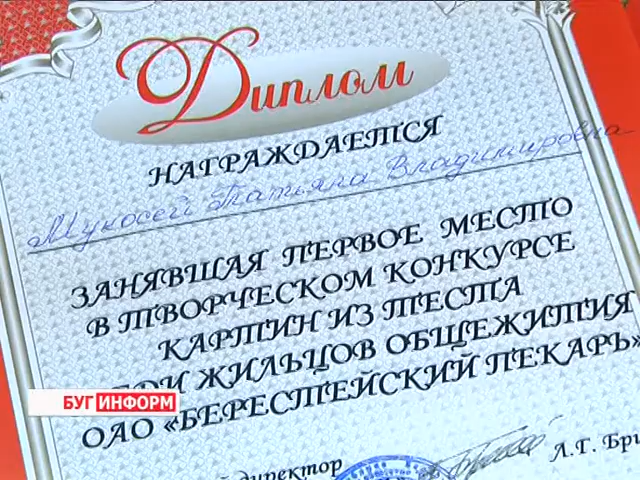 Диплом
НАГРАЖДАЕТСЯ
Мукосей Татьяна Владимировна
ЗАНЯВШАЯ ПЕРВОЕ МЕСТО
В ТВОРЧЕСКОМ КОНКУРСЕ
КАРТИН ИЗ ТЕСТА
ЖИЛЬЦОВ ОБЩЕЖИТИЯ
БУГИНФОРМ
ОАО «БЕРЕСТЕЙСКИЙ ПЕКАРЬ»
директор Л.Г.